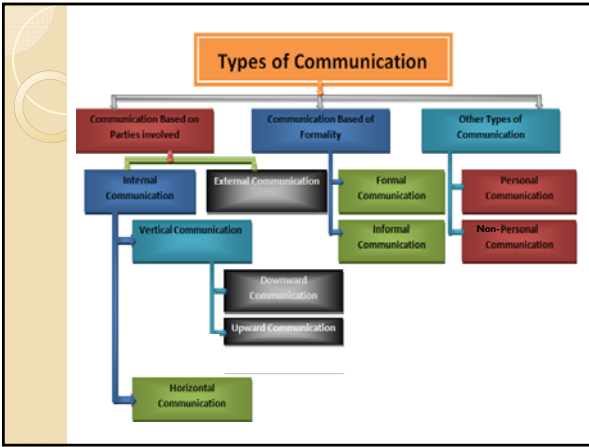 Types of Communication
Communication Based on
Parties involved
Communication Based of
Formality
Other Types of
Communication
Internal
Communication
External Communication
Formal
Communication
Personal
Communication
Vertical Communication
Informal
Communication
Non-Personal
Communication
Downward
Communication
Upward Communication
Horizontal
Communication